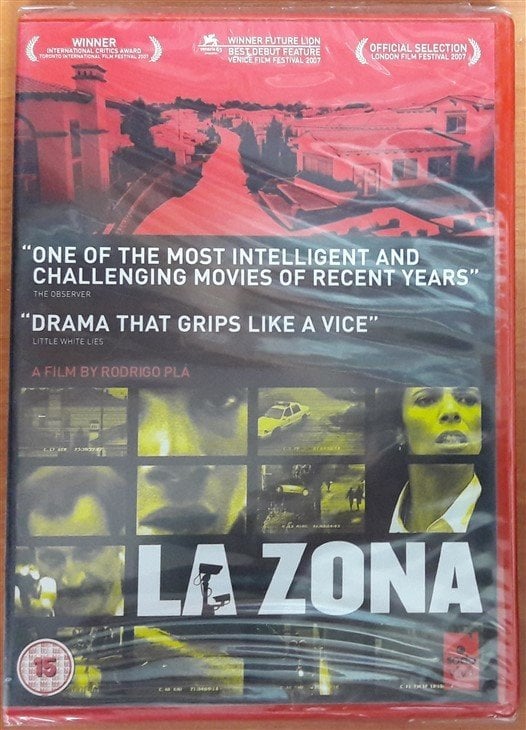 WINNER
INTERNATIONAL CRITICS AWARD
TORONTO INTERNATIONAL FILM FESTIVAL 2007
WINNER FUTURE LION
BEST DEBUT FEATURE
VENICE FILM FESTIVAL 2007
OFFICIAL SELECTION
LONDON FILM FESTIVAL 2007
"ONE OF THE MOST INTELLIGENT AND
CHALLENGING MOVIES OF RECENT YEARS"
THE OBSERVER
"DRAMA THAT GRIPS LIKE A VICE"
LITTLE WHITE LIES
A FILM BY RODRIGO PLA
LA ZONA
15